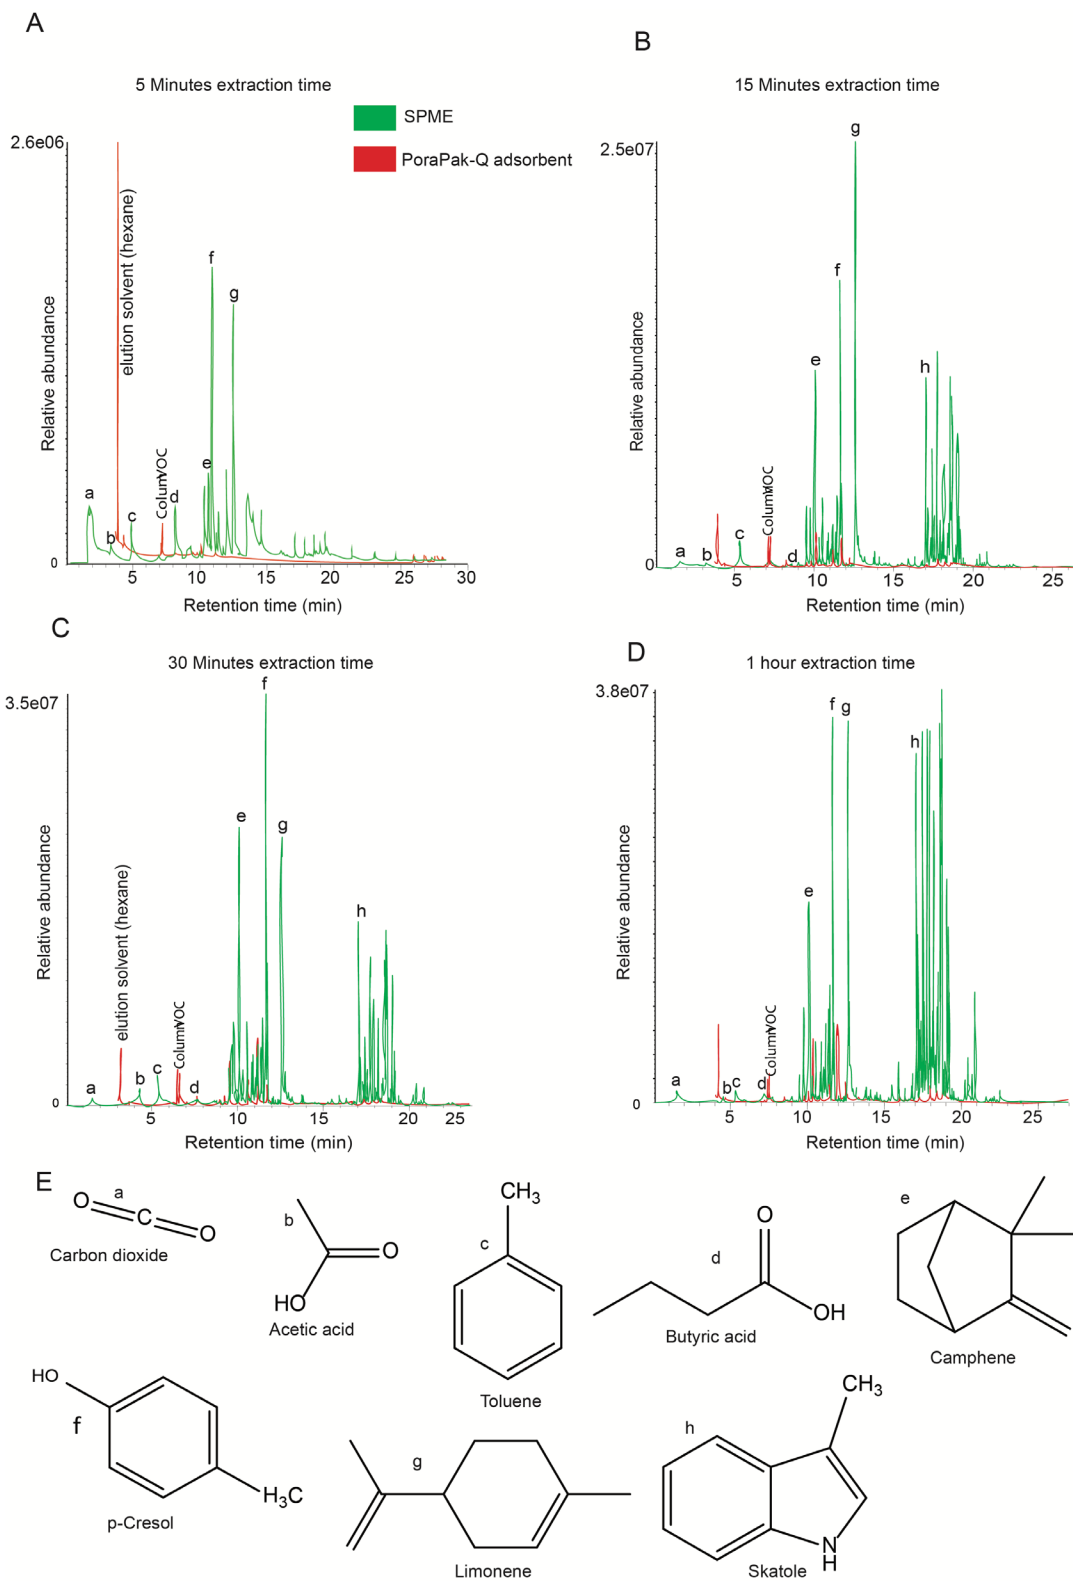 A
B
5 Minutes extraction time
15 Minutes extraction time
SPME
PoraPak-Q adsorbent
2.6e06
elution solvent (hexane)
ColumVOC
Relative abundance
a
b
c
d
e
f
g
0
5
10
15
20
25
30
Retention time (min)
2.5e07
Relative abundance
ColumVOC
a
b
c
d
e
f
g
h
0
5
10
15
20
25
Retention time (min)
C
D
30 Minutes extraction time
1 hour extraction time
3.5e07
elution solvent (hexane)
ColumVOC
Relative abundance
a
b
c
d
e
f
g
h
0
5
10
15
20
25
Retention time (min)
3.8e07
Relative abundance
ColumVOC
a
b
c
d
e
f
g
h
0
5
10
15
20
25
Retention time (min)
E
a
O
C
O
Carbon dioxide
b
O
HO
Acetic acid
CH3
c
Toluene
O
d
OH
Butyric acid
e
Camphene
HO
f
H3C
p-Cresol
g
Limonene
h
CH3
N
H
Skatole